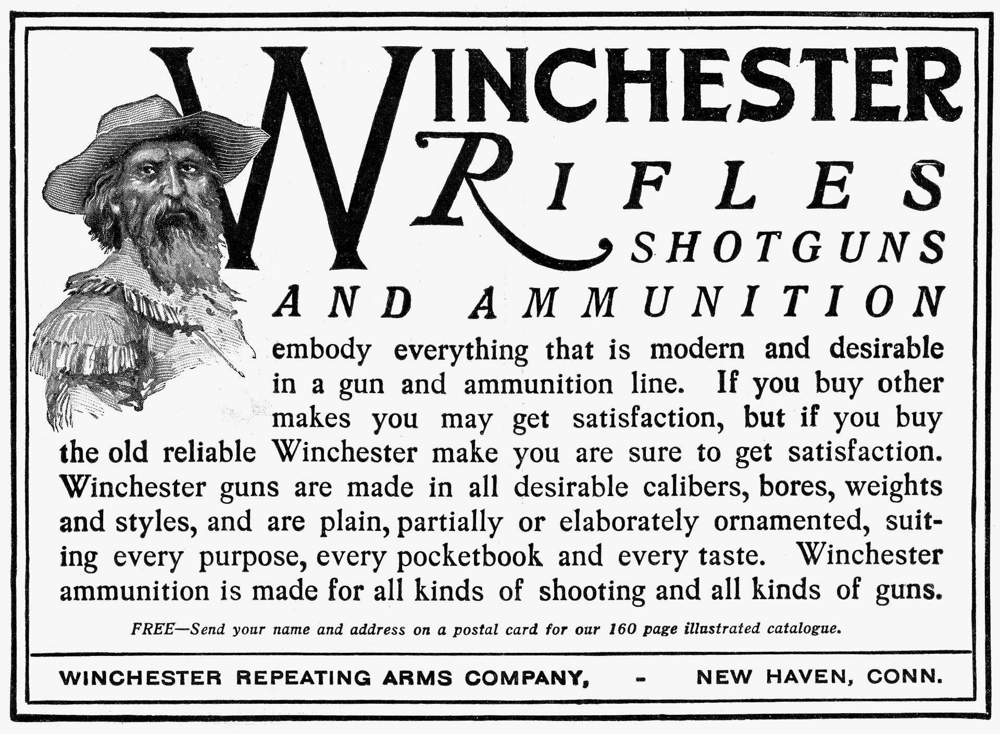 WINCHESTER
RIFLES
SHOTGUNS
AND AMMUNITION
embody everything that is modern and desirable
in a gun and ammunition line. If you buy other
makes you may get satisfaction, but if you buy
the old reliable Winchester make you are sure to get satisfaction.
Winchester guns are made in all desirable calibers, bores, weights
and styles, and are plain, partially or elaborately ornamented, suit-
ing every purpose, every pocketbook and every taste. Winchester
ammunition is made for all kinds of shooting and all kinds of guns.
FREE—Send your name and address on a postal card for our 160 page illustrated catalogue.
WINCHESTER REPEATING ARMS COMPANY, - NEW HAVEN, CONN.